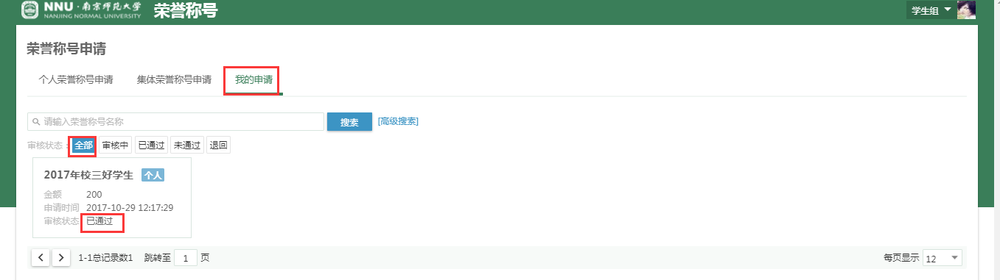 NNU·南京师范大学 荣誉称号 学生组
NANJING NORMAL UNIVERSITY
荣誉称号申请
个人荣誉称号申请 集体荣誉称号申请 我的申请
请输入荣誉称号名称 搜索 [高级搜索]
审核状态: 全部 审核中 已通过 未通过 退回
2017年校三好学生 个人
金额 200
申请时间 2017-10-29 12:17:29
审核状态 已通过
1-1总记录数1 跳转至 1 页 每页显示 12